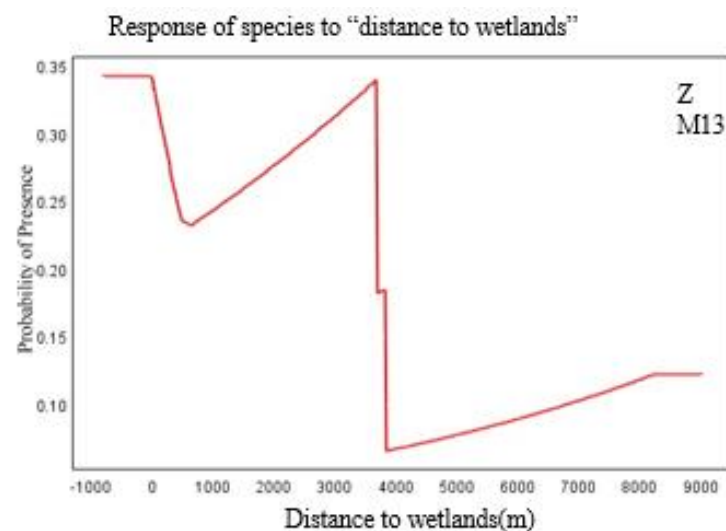 Response of species to “distance to wetlands”
Z
M13
Probability of Presence
0.35
0.30
0.25
0.20
0.15
0.10
-1000 0 1000 2000 3000 4000 5000 6000 7000 8000 9000
Distance to wetlands(m)